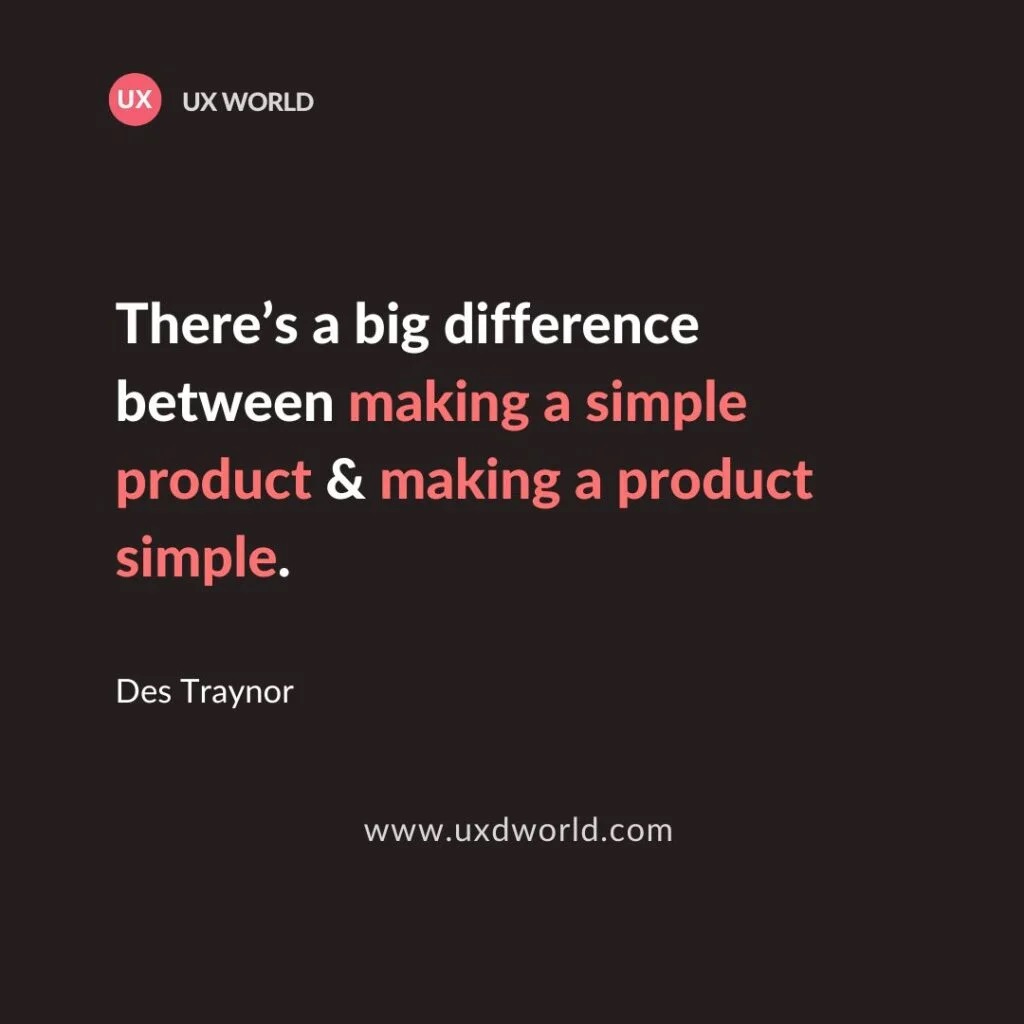 UX UX WORLD
There’s a big difference
between making a simple
product & making a product
simple.
Des Traynor
www.uxdworld.com